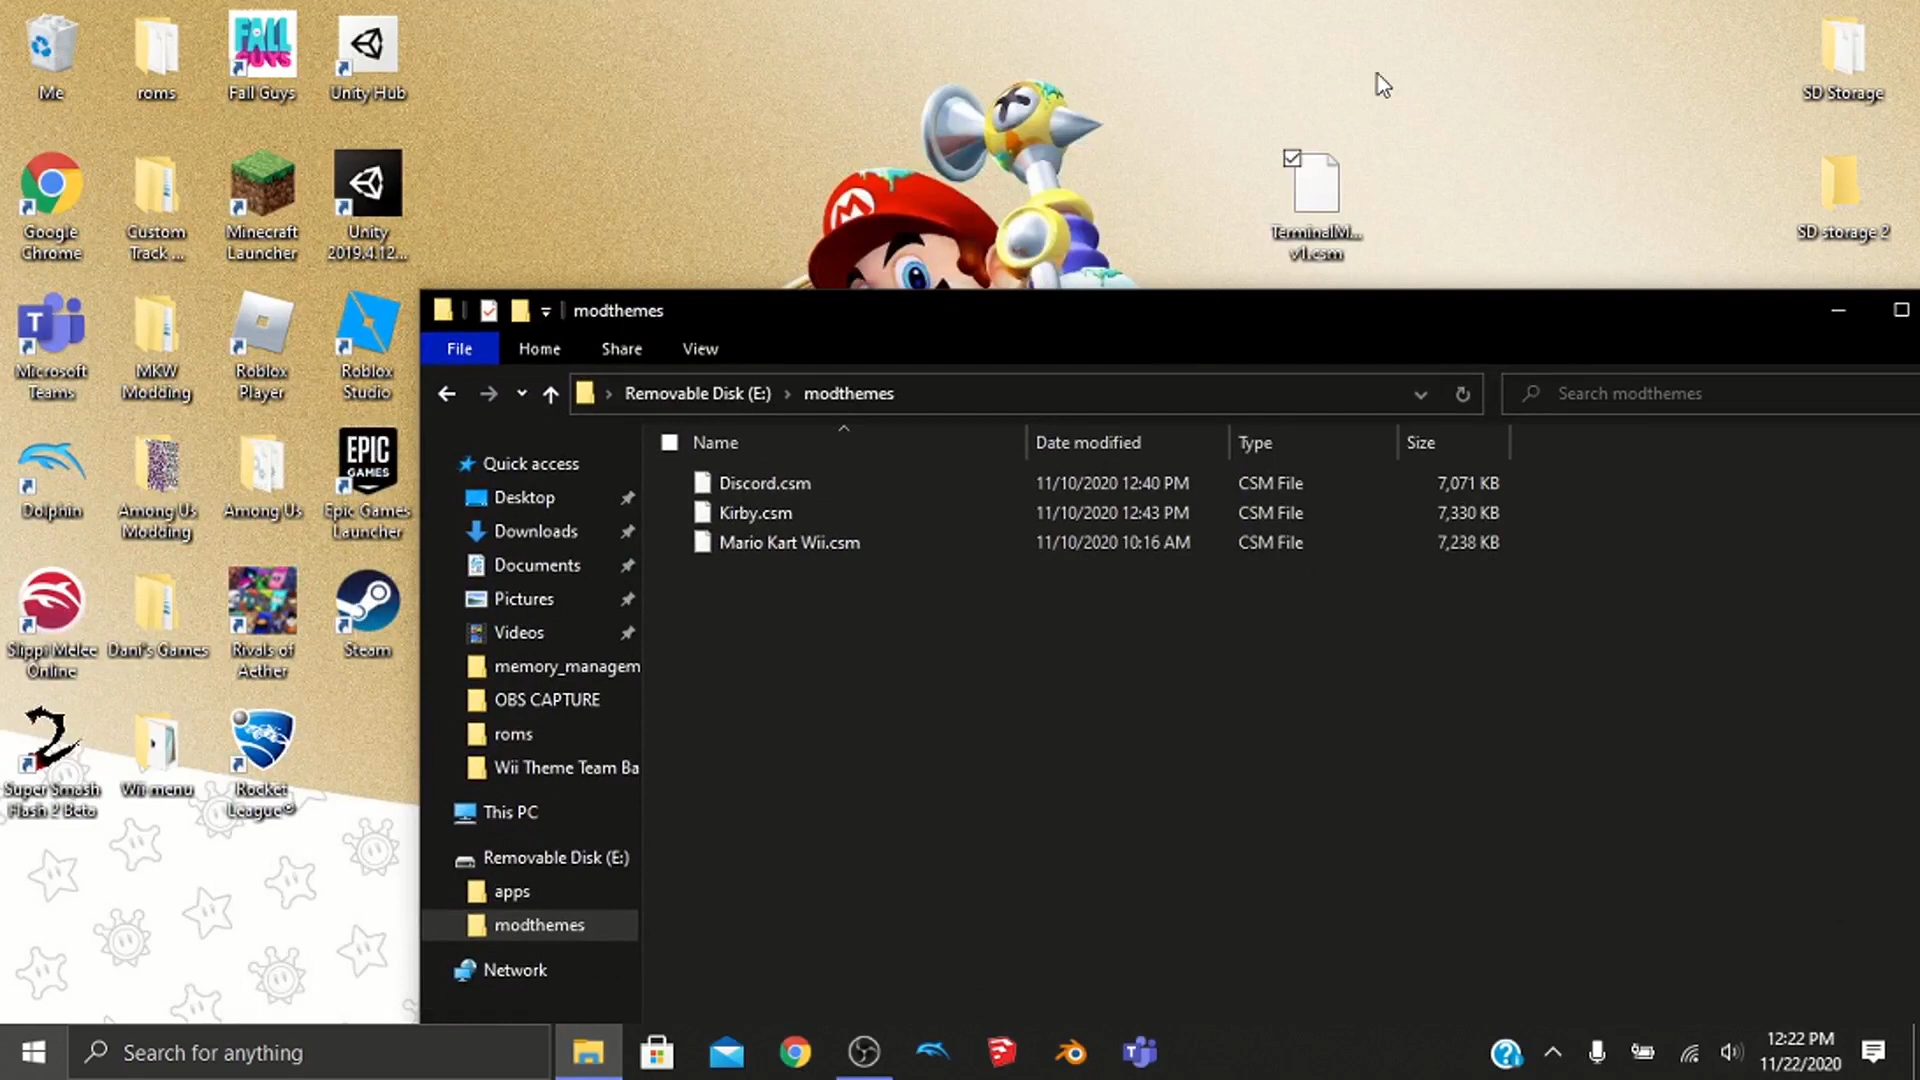 Me
roms
FALL GUYS
Fall Guys
Unity Hub
SD Storage
Google Chrome
Custom Track ...
Minecraft Launcher
Unity 2019.4.12...
TerminalM... v1.csm
SD storage 2
M
modthemes
File
Home
Share
View
Microsoft Teams
MKW Modding
Roblox Player
Roblox Studio
Removable Disk (E:)
modthemes
Search modthemes
Name
Date modified
Type
Size
Discord.csm
11/10/2020 12:40 PM
CSM File
7,071 KB
Kirby.csm
11/10/2020 12:43 PM
CSM File
7,330 KB
Mario Kart Wii.csm
11/10/2020 10:16 AM
CSM File
7,238 KB
Dolphin
Among Us Modding
Among Us
EPIC GAMES
Epic Games Launcher
Slippi Melee Online
Dani's Games
Rivals of Aether
Steam
Super Smash Flash 2 Beta
Wii menu
Rocket League®
Quick access
Desktop
Downloads
Documents
Pictures
Videos
memory_managem
OBS CAPTURE
roms
Wii Theme Team Ba
This PC
Removable Disk (E:)
apps
modthemes
Network
Search for anything
12:22 PM
11/22/2020